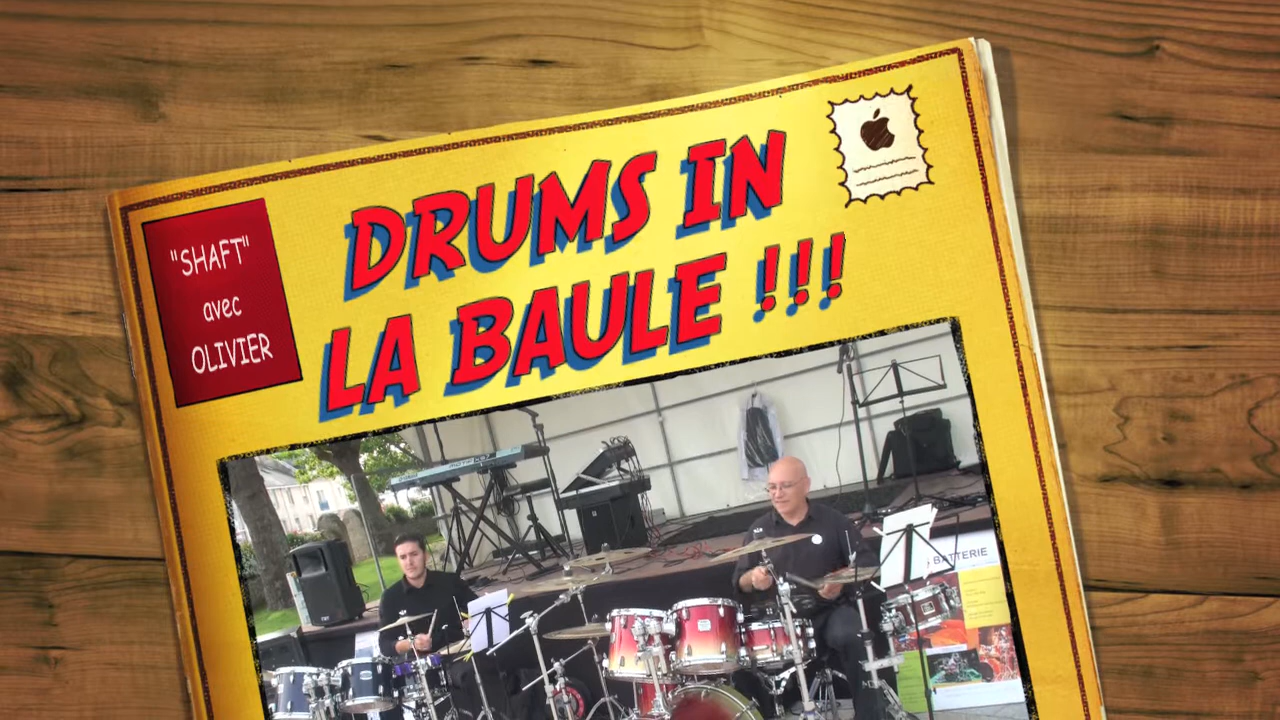 "SHAFT"
avec
OLIVIER
DRUMS IN
LA BAULE !!!
BATTERIE